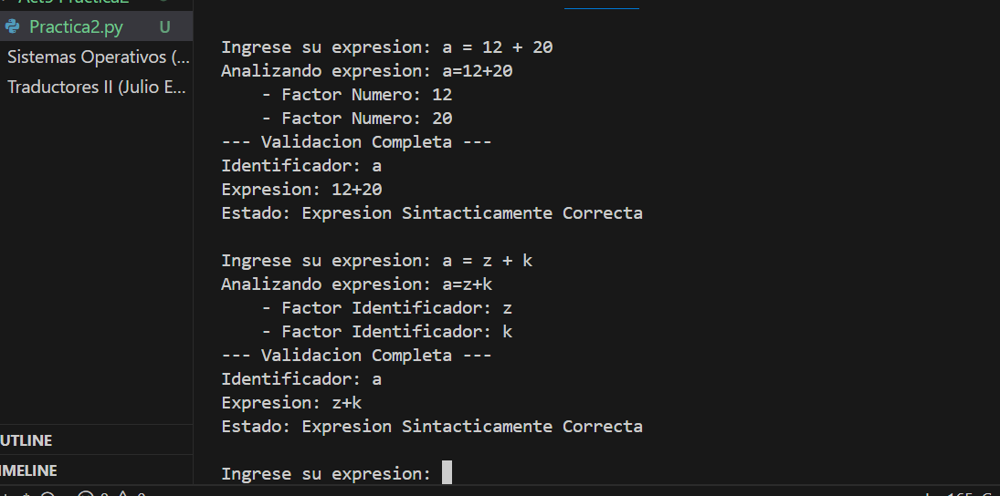 Practica2.py U
Sistemas Operativos (...
Traductores II (Julio E...
UTLINE
IMELINE
Ingrese su expresion: a = 12 + 20
Analizando expresion: a=12+20
- Factor Numero: 12
- Factor Numero: 20
--- Validacion Completa ---
Identificador: a
Expresion: 12+20
Estado: Expresion Sintacticamente Correcta
Ingrese su expresion: a = z + k
Analizando expresion: a=z+k
- Factor Identificador: z
- Factor Identificador: k
--- Validacion Completa ---
Identificador: a
Expresion: z+k
Estado: Expresion Sintacticamente Correcta
Ingrese su expresion: